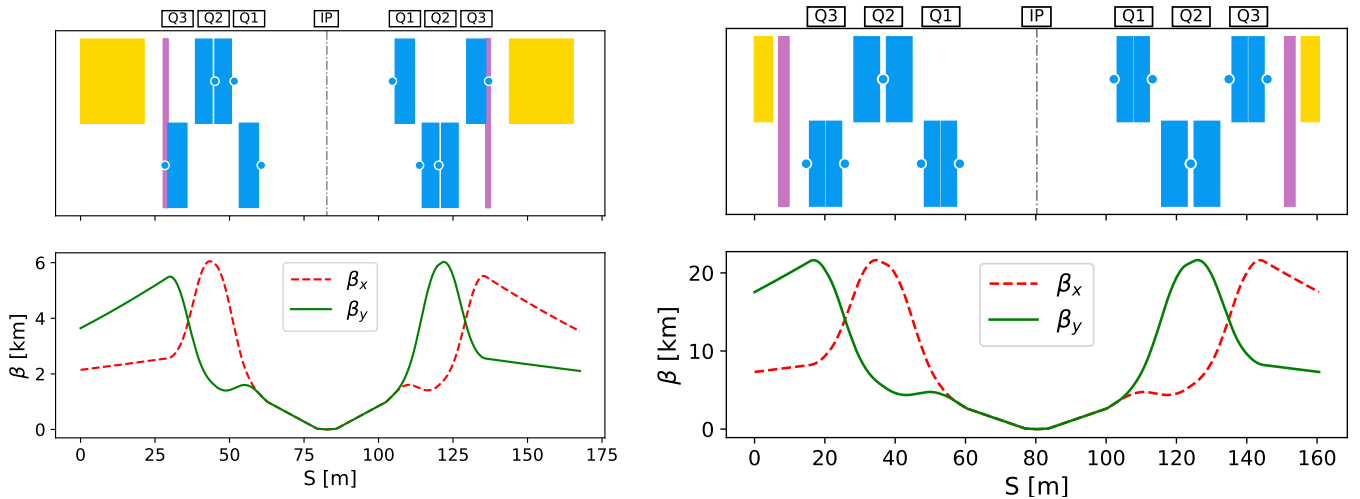 Q3 Q2 Q1 IP Q1 Q2 Q3
6
4
2
0
β [km]
βx
βy
0 25 50 75 100 125 150 175
S [m]
Q3 Q2 Q1 IP Q1 Q2 Q3
20
10
0
β [km]
βx
βy
0 20 40 60 80 100 120 140 160
S [m]